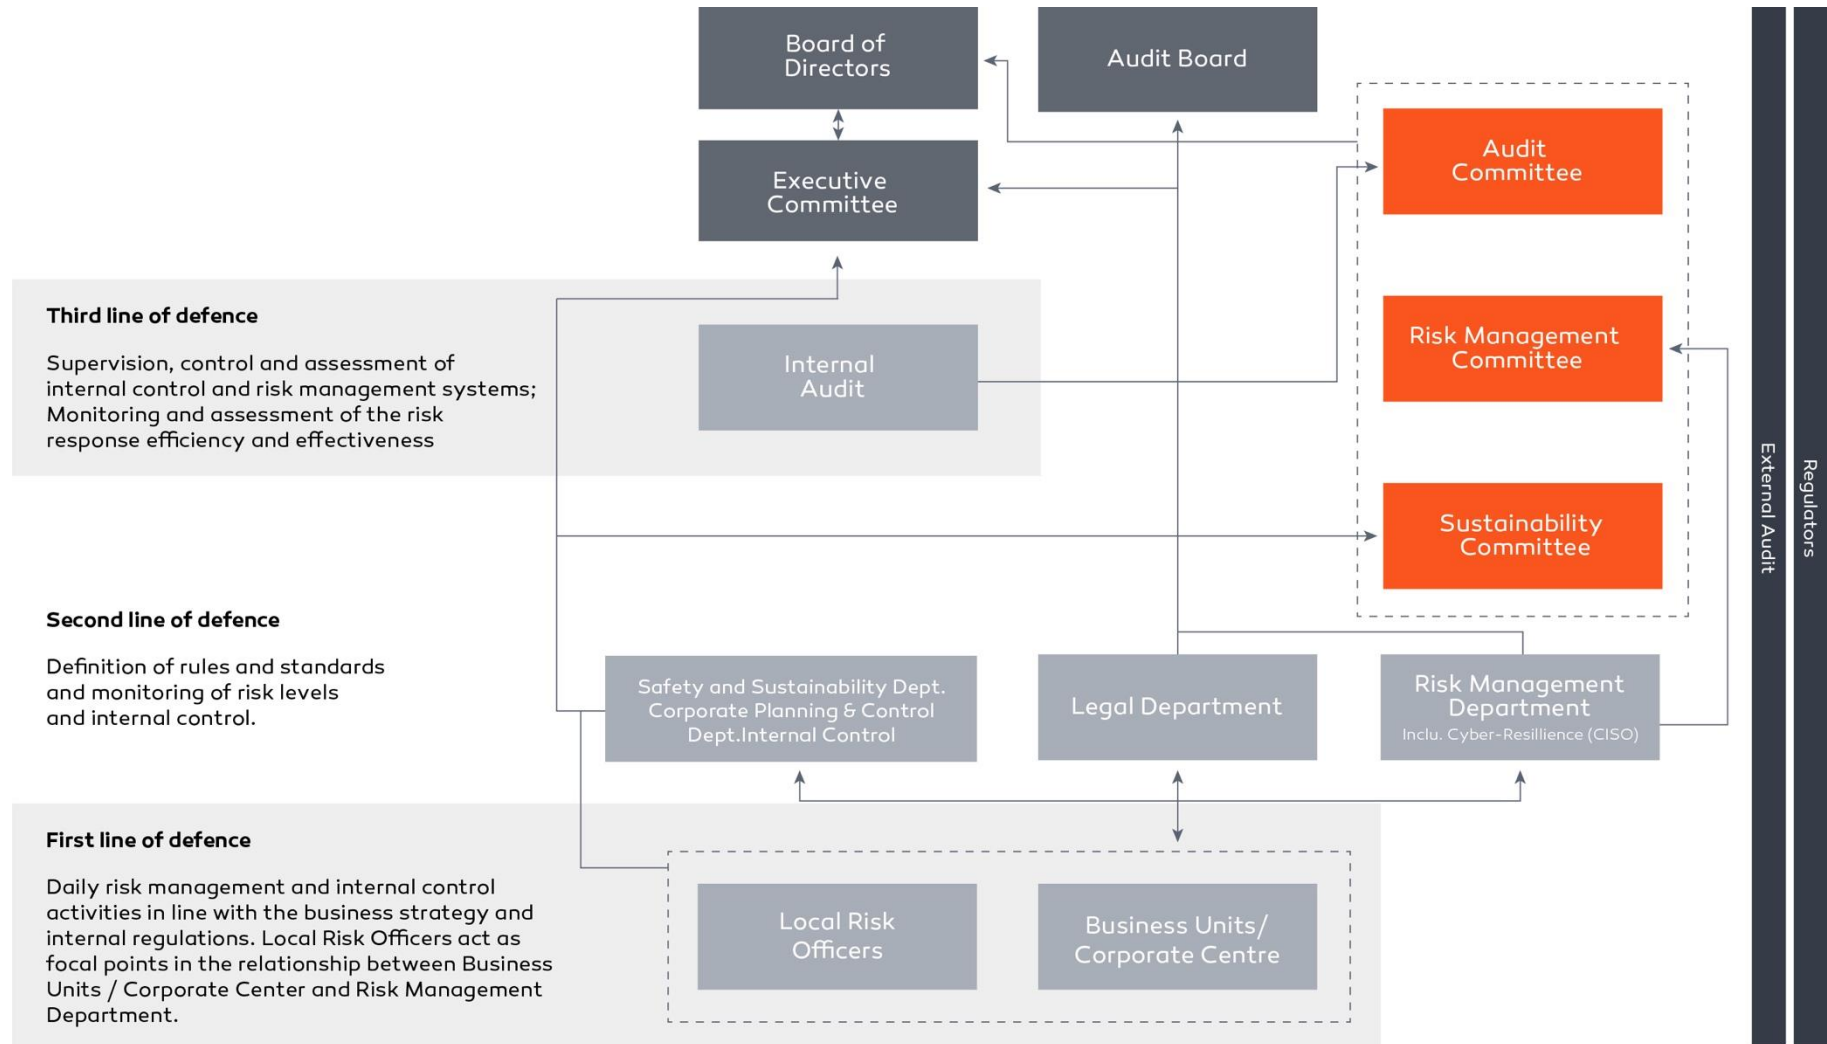 Board of
Directors
Audit Board
Audit
Committee
Executive
Committee
Third line of defence
Supervision, control and assessment of
internal control and risk management systems;
Monitoring and assessment of the risk
response efficiency and effectiveness
Internal
Audit
Risk Management
Committee
Sustainability
Committee
External Audit
Regulators
Second line of defence
Definition of rules and standards
and monitoring of risk levels
and internal control.
Safety and Sustainability Dept.
Corporate Planning & Control
Dept.Internal Control
Legal Department
Risk Management
Department
Inclu. Cyber-Resillience (CISO)
First line of defence
Daily risk management and internal control
activities in line with the business strategy and
internal regulations. Local Risk Officers act as
focal points in the relationship between Business
Units / Corporate Center and Risk Management
Department.
Local Risk
Officers
Business Units/
Corporate Centre